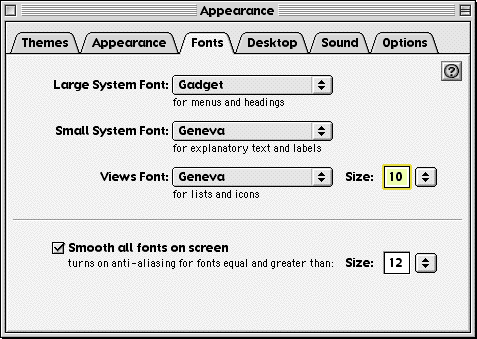 Appearance
Themes Appearance Fonts Desktop Sound Options
?
Large System Font: Gadget
for menus and headings
Small System Font: Geneva
for explanatory text and labels
Views Font: Geneva Size: 10
for lists and icons
Smooth all fonts on screen
turns on anti-aliasing for fonts equal and greater than: Size: 12